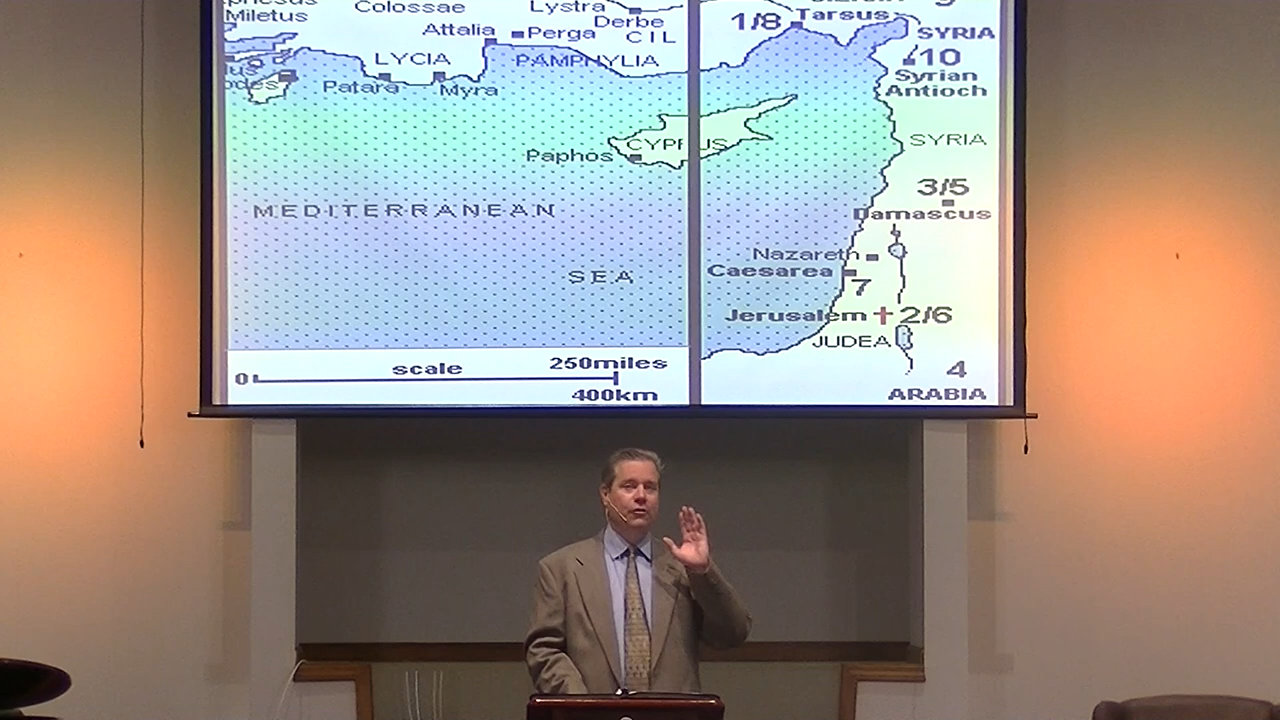 Miletus
Colossae
Lystra
Derbe
Attalia
Perga
CIL
1/8
Tarsus
SYRIA
LYCIA
PAMPHYLIA
10
Syrian
Antioch
Patara
Myra
CYPRUS
SYRIA
Paphos
3/5
Damascus
MEDITERRANEAN
SEA
Nazareth
Caesarea
7
Jerusalem 2/6
JUDEA
4
ARABIA
scale
250miles
0
400km